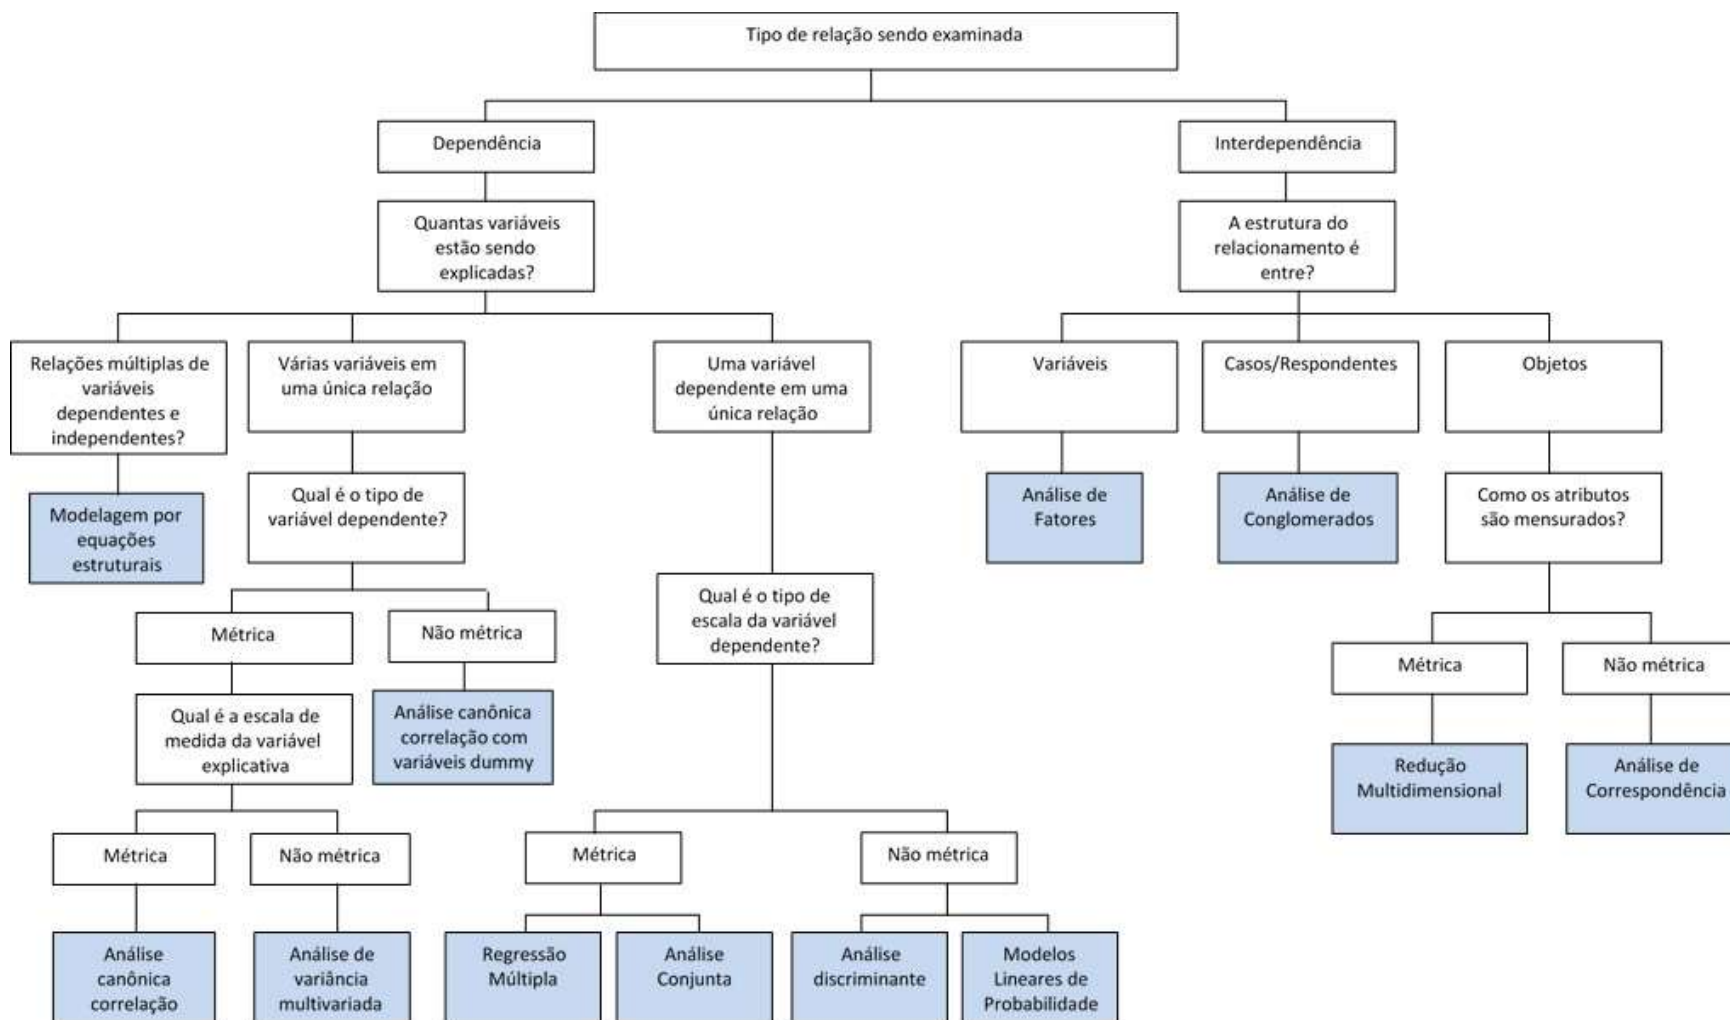 Tipo de relação sendo examinada
Dependência
Interdependência
Quantas variáveis
estão sendo
explicadas?
A estrutura do
relacionamento é
entre?
Relações múltiplas de
variáveis
dependentes e
independentes?
Várias variáveis em
uma única relação
Uma variável
dependente em uma
única relação
Variáveis
Casos/Respondentes
Objetos
Modelagem por
equações
estruturais
Qual é o tipo de
variável dependente?
Análise de
Fatores
Análise de
Conglomerados
Como os atributos
são mensurados?
Qual é o tipo de
escala da variável
dependente?
Métrica
Não métrica
Métrica
Não métrica
Qual é a escala de
medida da variável
explicativa
Análise canônica
correlação com
variáveis dummy
Redução
Multidimensional
Análise de
Correspondência
Métrica
Não métrica
Métrica
Não métrica
Análise
canônica
correlação
Análise de
variância
multivariada
Regressão
Múltipla
Análise
Conjunta
Análise
discriminante
Modelos
Lineares de
Probabilidade